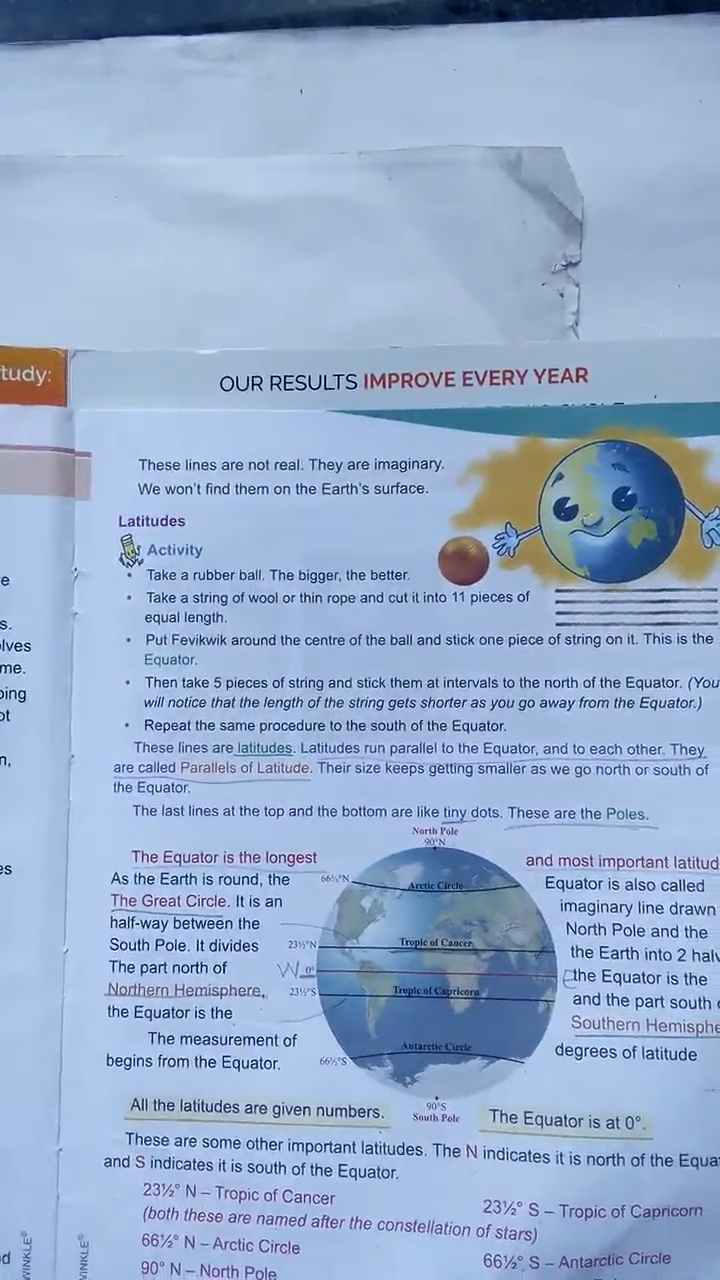 tudy:
OUR RESULTS IMPROVE EVERY YEAR
These lines are not real. They are imaginary.
We won't find them on the Earth's surface.
Latitudes
Activity
• Take a rubber ball. The bigger, the better.
• Take a string of wool or thin rope and cut it into 11 pieces of
equal length.
• Put Fevikwik around the centre of the ball and stick one piece of string on it. This is the
Equator.
• Then take 5 pieces of string and stick them at intervals to the north of the Equator. (You
will notice that the length of the string gets shorter as you go away from the Equator.)
• Repeat the same procedure to the south of the Equator.
These lines are latitudes. Latitudes run parallel to the Equator, and to each other. They
are called Parallels of Latitude. Their size keeps getting smaller as we go north or south of
the Equator.
The last lines at the top and the bottom are like tiny dots. These are the Poles.
The Equator is the longest
As the Earth is round, the
The Great Circle. It is an
half-way between the
South Pole. It divides
The part north of
Northern Hemisphere,
the Equator is the
The measurement of
begins from the Equator.
North Pole
90°N
66½°N
Arctic Circle
23½°N
Tropic of Cancer
W 0° E
23½°S
Tropic of Capricorn
66½°S
Antarctic Circle
90°S
South Pole
and most important latitud
Equator is also called
imaginary line drawn
North Pole and the
the Earth into 2 halv
the Equator is the
and the part south
Southern Hemisphe
degrees of latitude
All the latitudes are given numbers.
The Equator is at 0°.
These are some other important latitudes. The N indicates it is north of the Equa
and S indicates it is south of the Equator.
23½° N – Tropic of Cancer
23½° S – Tropic of Capricorn
(both these are named after the constellation of stars)
66½° N – Arctic Circle
66½° S – Antarctic Circle
90° N – North Pole
e
s.
olves
me.
ping
ot
n,
es
d
WINKLE®
WINKLE®